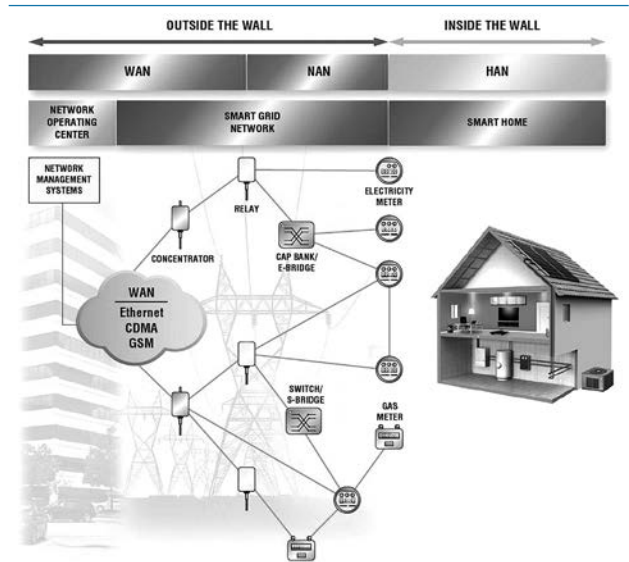 OUTSIDE THE WALL
INSIDE THE WALL
WAN
NAN
HAN
NETWORK
OPERATING
CENTER
SMART GRID
NETWORK
SMART HOME
NETWORK
MANAGEMENT
SYSTEMS
RELAY
ELECTRICITY
METER
CONCENTRATOR
CAP BANK/
E-BRIDGE
WAN
Ethernet
CDMA
GSM
SWITCH/
S-BRIDGE
GAS
METER